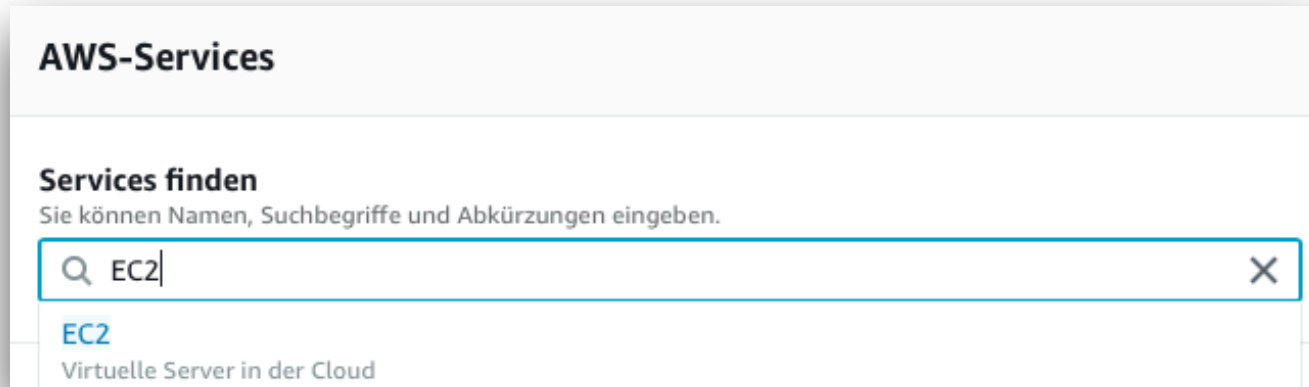 AWS-Services
Services finden
Sie können Namen, Suchbegriffe und Abkürzungen eingeben.
EC2
EC2
Virtuelle Server in der Cloud